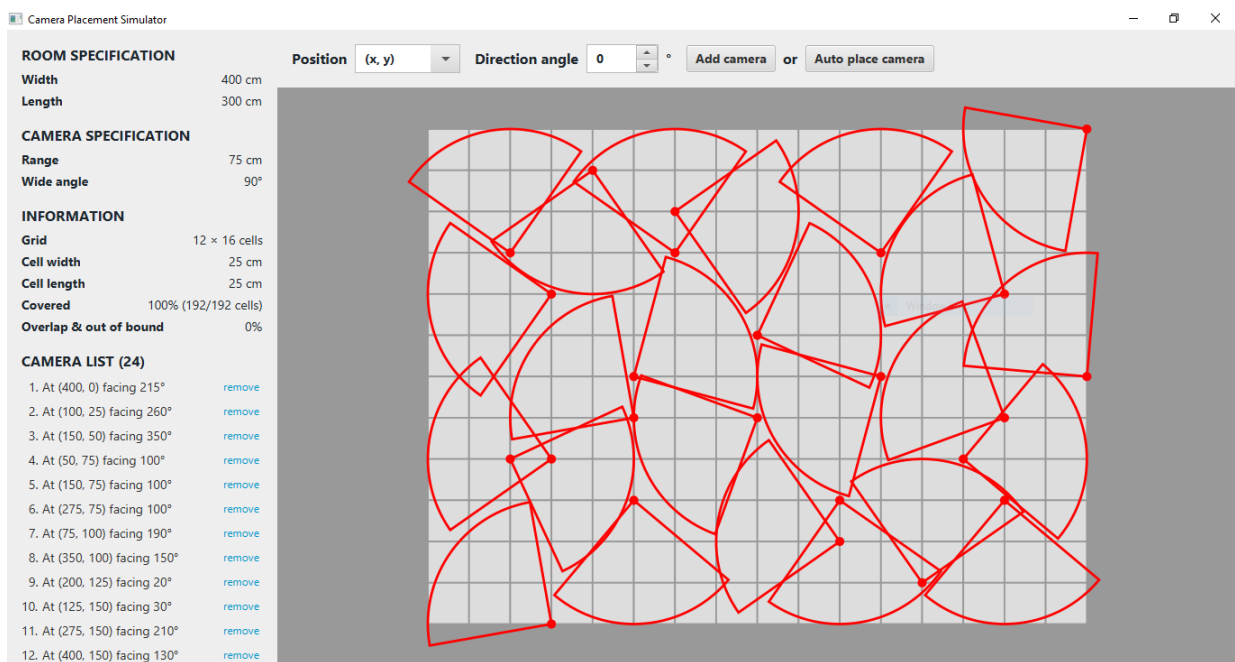 Camera Placement Simulator
ROOM SPECIFICATION
Width 400 cm
Length 300 cm
CAMERA SPECIFICATION
Range 75 cm
Wide angle 90°
INFORMATION
Grid 12 × 16 cells
Cell width 25 cm
Cell length 25 cm
Covered 100% (192/192 cells)
Overlap & out of bound 0%
CAMERA LIST (24)
1. At (400, 0) facing 215° remove
2. At (100, 25) facing 260° remove
3. At (150, 50) facing 350° remove
4. At (50, 75) facing 100° remove
5. At (150, 75) facing 100° remove
6. At (275, 75) facing 100° remove
7. At (75, 100) facing 190° remove
8. At (350, 100) facing 150° remove
9. At (200, 125) facing 20° remove
10. At (125, 150) facing 30° remove
11. At (275, 150) facing 210° remove
12. At (400, 150) facing 130° remove
Position (x, y) Direction angle 0 ° Add camera or Auto place camera